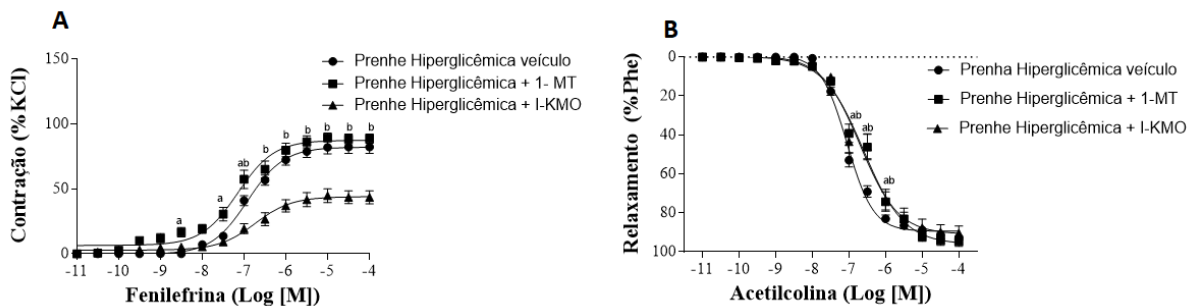 A
Contração (%KCl)
150
100
50
0
-11 -10 -9 -8 -7 -6 -5 -4
Fenilefrina (Log [M])
Prenhe Hiperglicêmica veículo
Prenhe Hiperglicêmica + 1- MT
Prenhe Hiperglicêmica + I-KMO
a
a
ab
b
b
b
b
b
b
B
Relaxamento (%Phe)
0
20
40
60
80
100
-11 -10 -9 -8 -7 -6 -5 -4
Acetilcolina (Log [M])
Prenha Hiperglicêmica veículo
Prenhe Hiperglicêmica + 1-MT
Prenhe Hiperglicêmica + I-KMO
ab
ab
ab